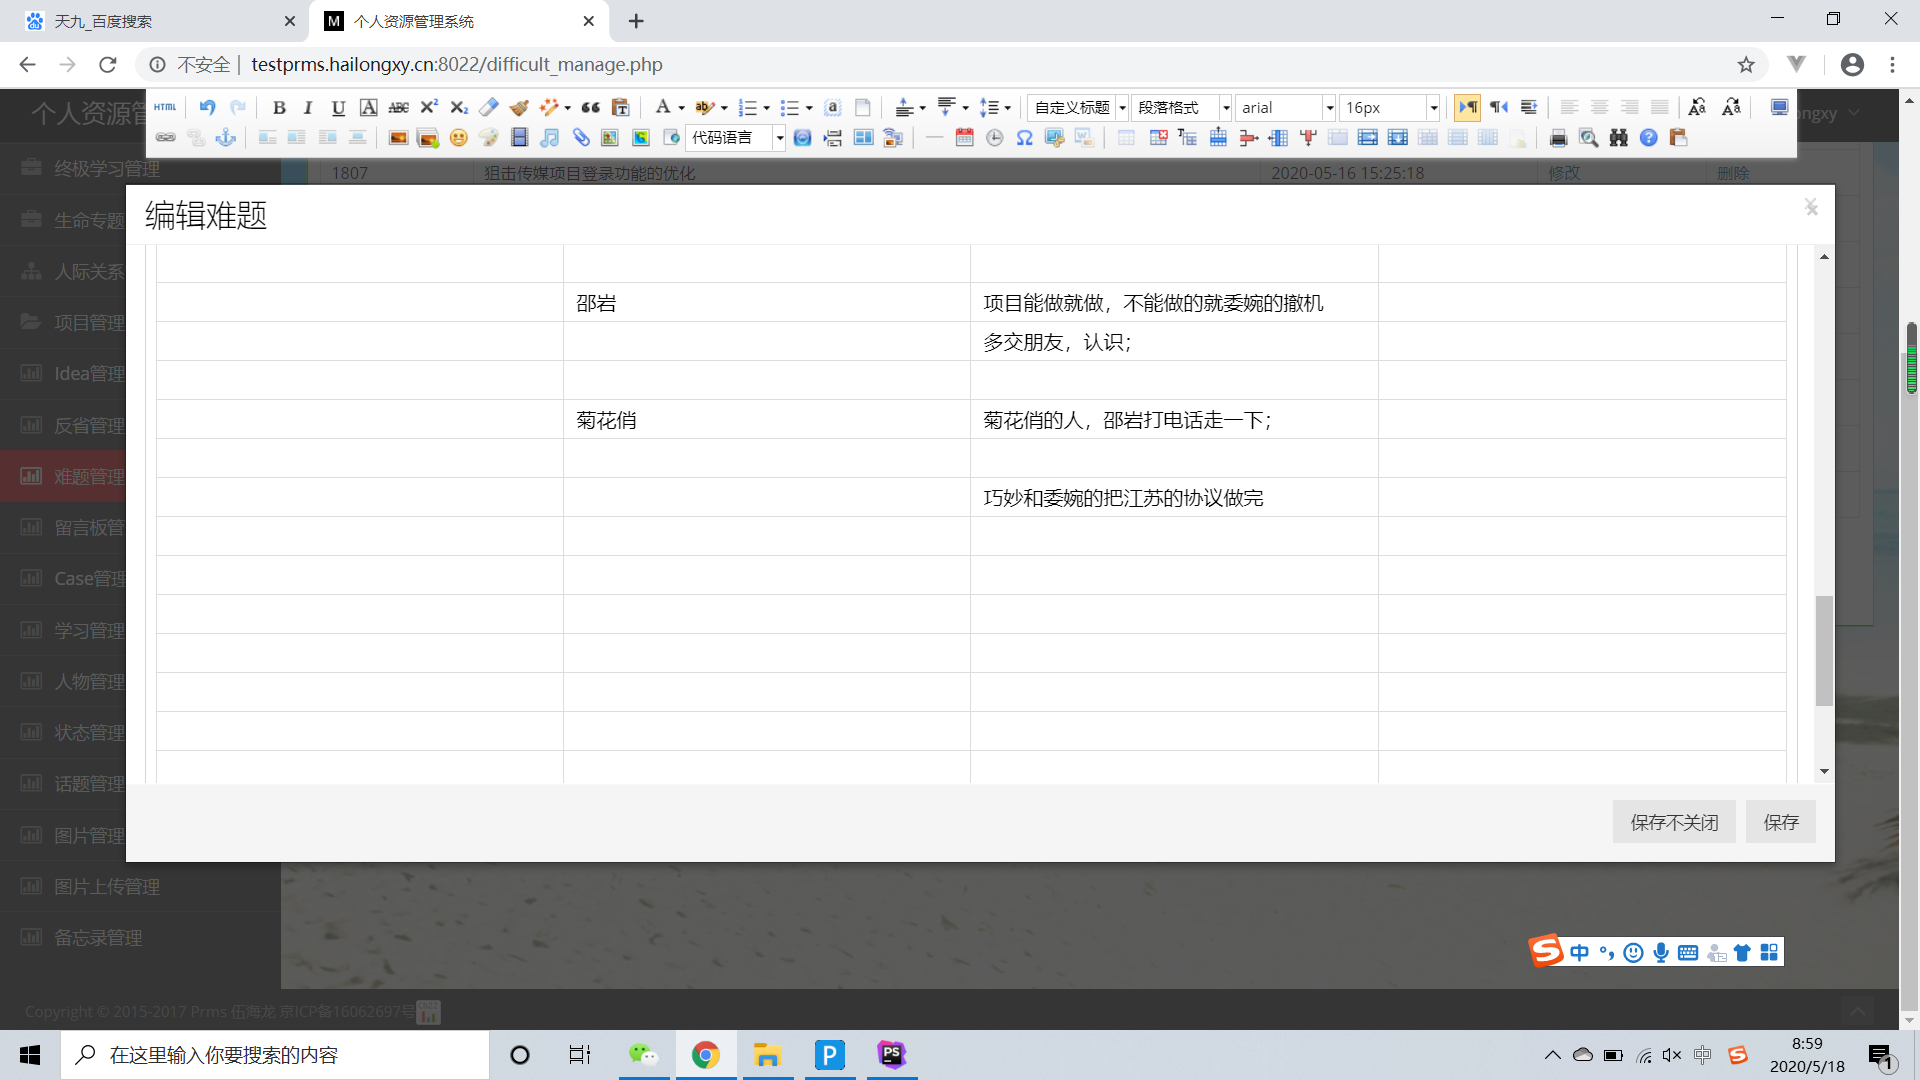 天九_百度搜索
个人资源管理系统
不安全 | testprms.hailongxy.cn:8022/difficult_manage.php
个人资源管
ongxy
HTML
自定义标题 段落格式 arial 16px
代码语言
终极学习管理
生命专题
人际关系
项目管理
Idea管理
反省管理
难题管理
留言板管
Case管理
学习管理
人物管理
状态管理
话题管理
图片管理
图片上传管理
备忘录管理
1807 狙击传媒项目登录功能的优化 2020-05-16 15:25:18 修改 删除
编辑难题
邵岩 项目能做就做，不能做的就委婉的撤机
多交朋友，认识；
菊花俏 菊花俏的人，邵岩打电话走一下；
巧妙和委婉的把江苏的协议做完
保存不关闭 保存
中
Copyright © 2015-2017 Prms 伍海龙 京ICP备16062697号
在这里输入你要搜索的内容
中
8:59
2020/5/18
1